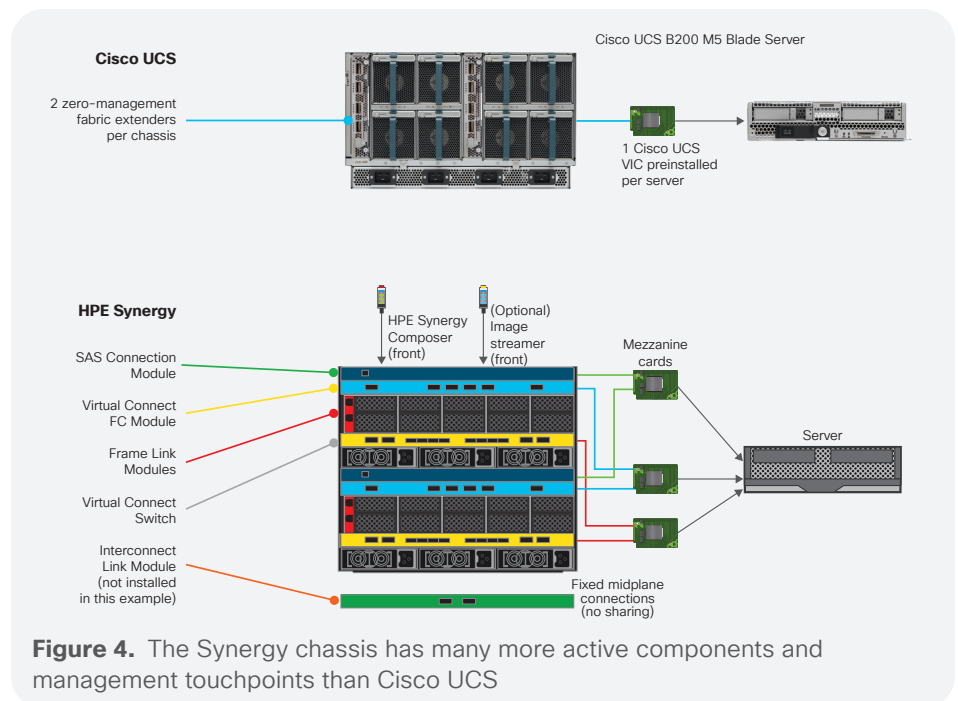 Cisco UCS
2 zero-management
fabric extenders
per chassis
Cisco UCS B200 M5 Blade Server
1 Cisco UCS
VIC preinstalled
per server
HPE Synergy
HPE Synergy
Composer
(front)
(Optional)
Image
streamer
(front)
SAS Connection
Module
Virtual Connect
FC Module
Frame Link
Modules
Virtual Connect
Switch
Interconnect
Link Module
(not installed
in this example)
Mezzanine
cards
Server
Fixed midplane
connections
(no sharing)
Figure 4. The Synergy chassis has many more active components and
management touchpoints than Cisco UCS